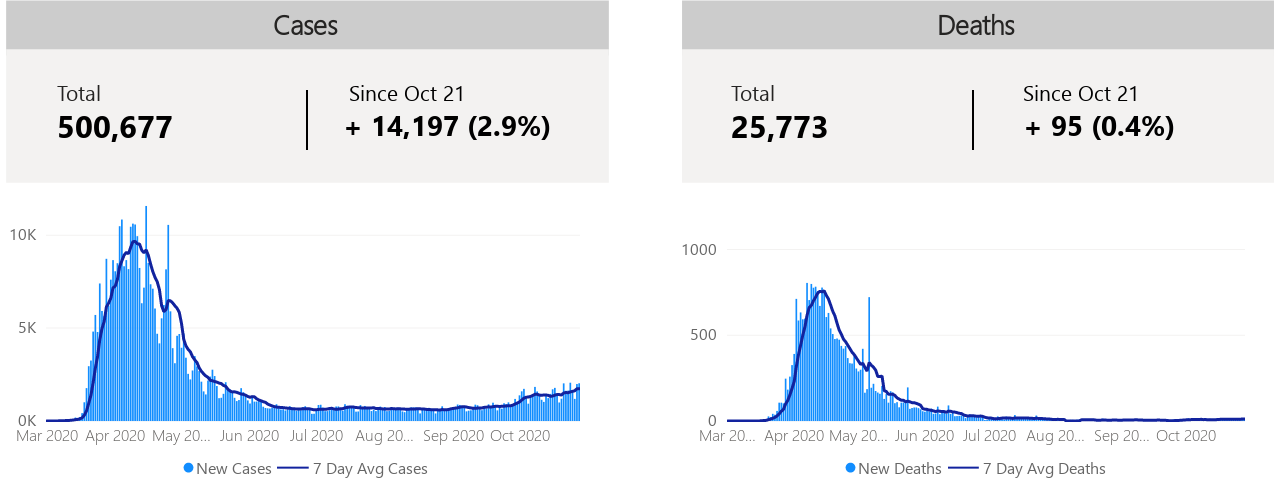 Cases
Total
Since Oct 21
500,677
+ 14,197 (2.9%)
10K
5K
0K
Mar 2020 Apr 2020 May 20... Jun 2020 Jul 2020 Aug 20... Sep 2020 Oct 2020
New Cases 7 Day Avg Cases
Deaths
Total
Since Oct 21
25,773
+ 95 (0.4%)
1000
500
0
Mar 20... Apr 2020 May 20... Jun 2020 Jul 2020 Aug 20... Sep 20... Oct 2020
New Deaths 7 Day Avg Deaths